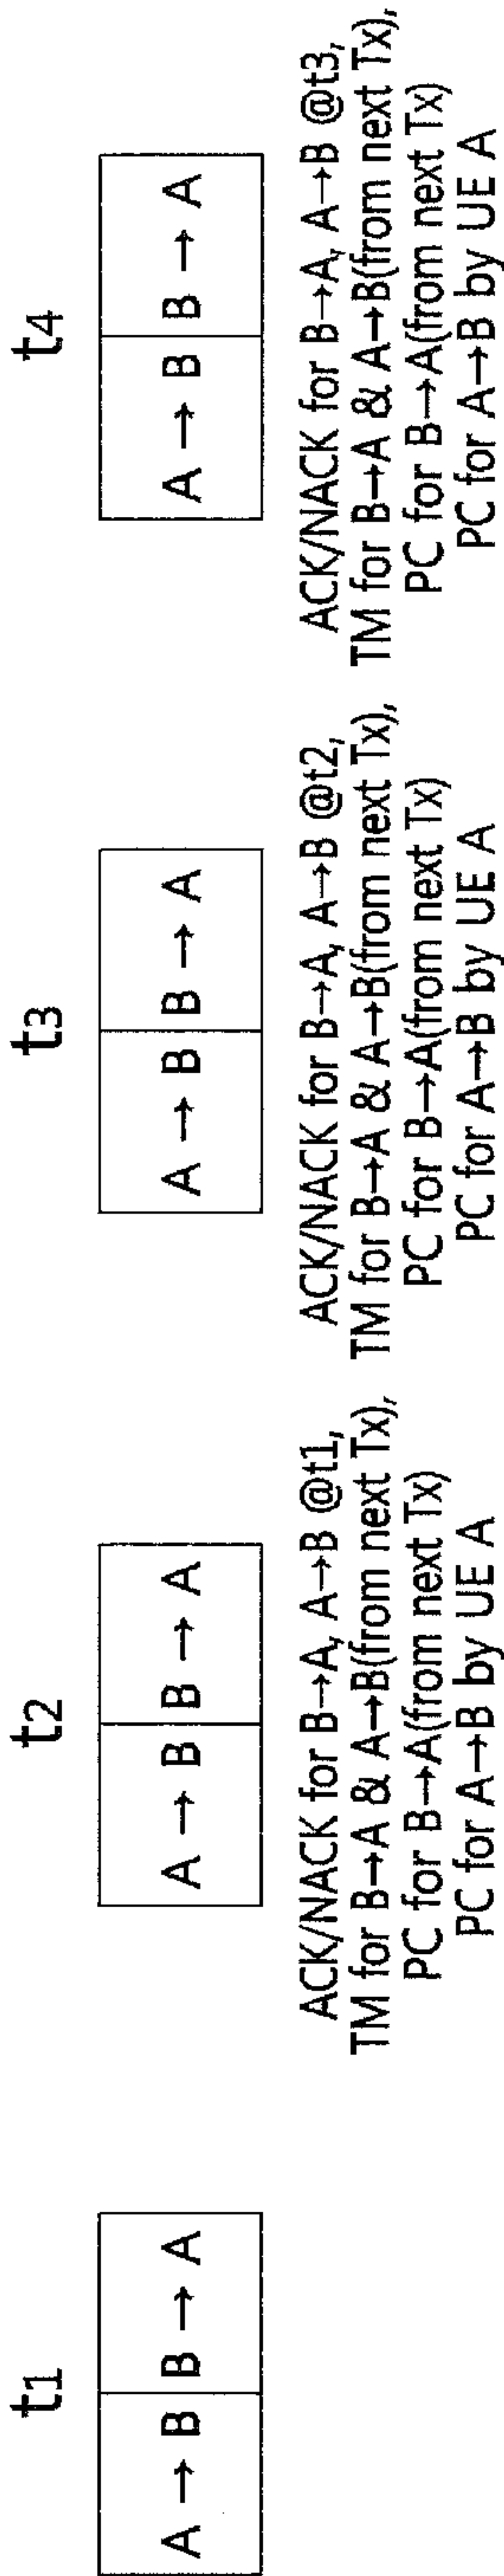 t1
A → B B → A
t2
A → B B → A
ACK/NACK for B→A, A→B @t1,
TM for B→A & A→B(from next Tx),
PC for B→A(from next Tx)
PC for A→B by UE A
t3
A → B B → A
ACK/NACK for B→A, A→B @t2,
TM for B→A & A→B(from next Tx),
PC for B→A(from next Tx)
PC for A→B by UE A
t4
A → B B → A
ACK/NACK for B→A, A→B @t3,
TM for B→A & A→B(from next Tx),
PC for B→A(from next Tx)
PC for A→B by UE A